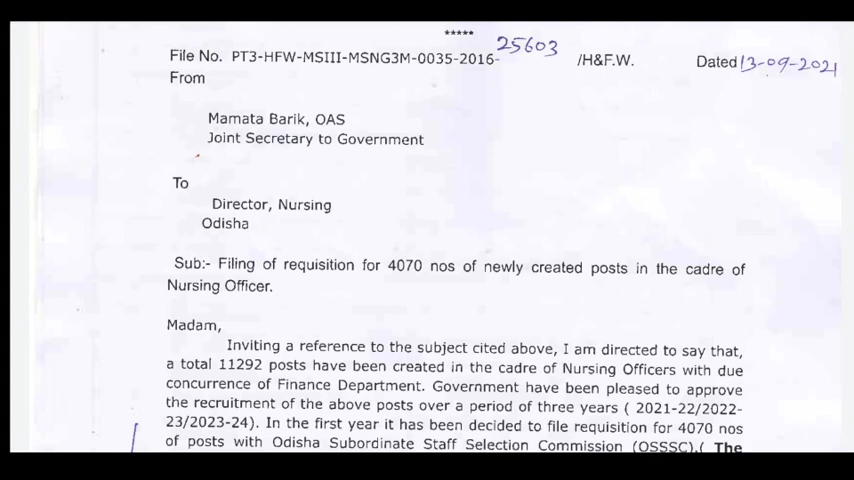 *****
File No. PT3-HFW-MSIII-MSNG3M-0035-2016-25603 /H&F.W. Dated 13-09-2021
From
Mamata Barik, OAS
Joint Secretary to Government
To
Director, Nursing
Odisha
Sub:- Filing of requisition for 4070 nos of newly created posts in the cadre of
Nursing Officer.
Madam,
Inviting a reference to the subject cited above, I am directed to say that,
a total 11292 posts have been created in the cadre of Nursing Officers with due
concurrence of Finance Department. Government have been pleased to approve
the recruitment of the above posts over a period of three years ( 2021-22/2022-
23/2023-24). In the first year it has been decided to file requisition for 4070 nos
of posts with Odisha Subordinate Staff Selection Commission (OSSSC).( The